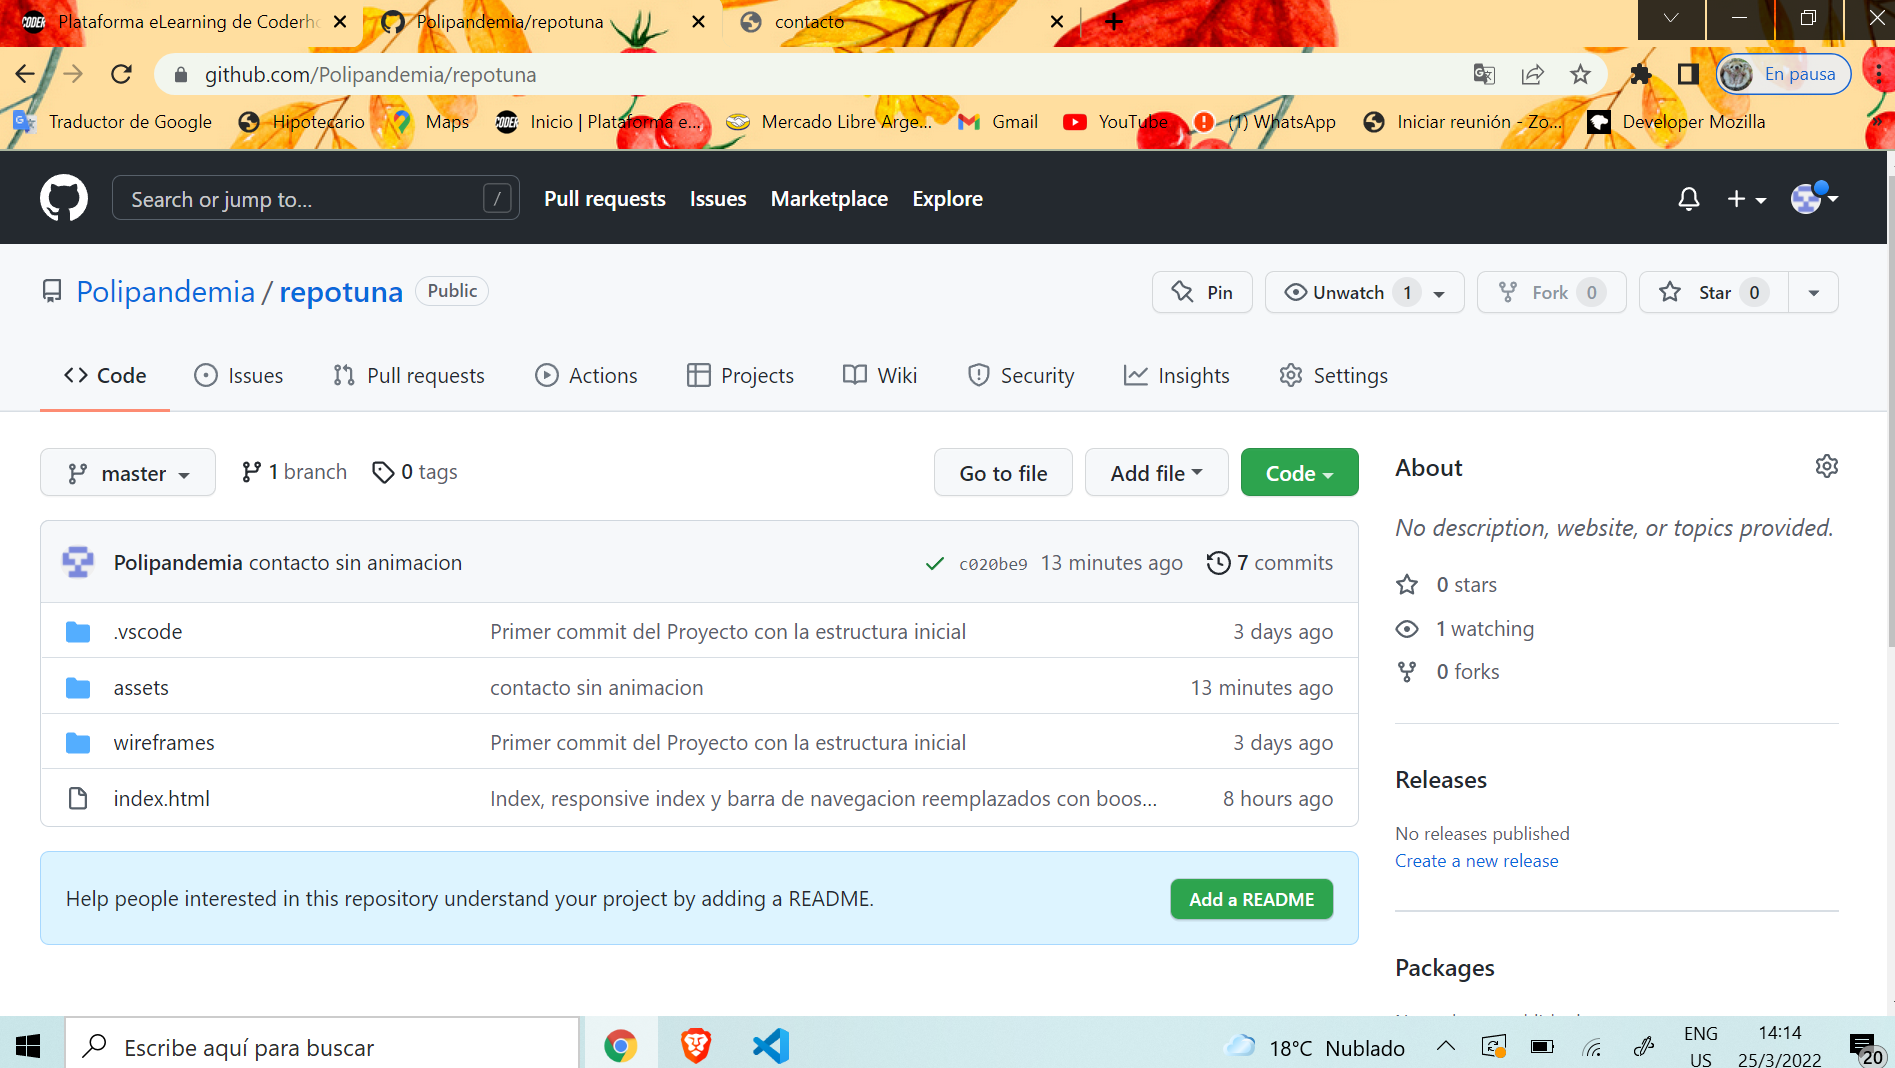 CODER Plataforma eLearning de Coderho Polipandemia/repotuna contacto
github.com/Polipandemia/repotuna En pausa
Traductor de Google Hipotecario Maps CODER Inicio | Plataforma e... Mercado Libre Arge... Gmail YouTube (1) WhatsApp Iniciar reunión - Zo... Developer Mozilla »
Search or jump to... / Pull requests Issues Marketplace Explore
Polipandemia / repotuna Public Pin Unwatch 1 Fork 0 Star 0
Code Issues Pull requests Actions Projects Wiki Security Insights Settings
master 1 branch 0 tags Go to file Add file Code About
No description, website, or topics provided.
Polipandemia contacto sin animacion c020be9 13 minutes ago 7 commits
0 stars
.vscode Primer commit del Proyecto con la estructura inicial 3 days ago
1 watching
0 forks
assets contacto sin animacion 13 minutes ago
wireframes Primer commit del Proyecto con la estructura inicial 3 days ago
Releases
index.html Index, responsive index y barra de navegacion reemplazados con boos... 8 hours ago
No releases published
Create a new release
Help people interested in this repository understand your project by adding a README. Add a README
Packages
Escribe aquí para buscar 18°C Nublado ENG US 14:14 25/3/2022 20